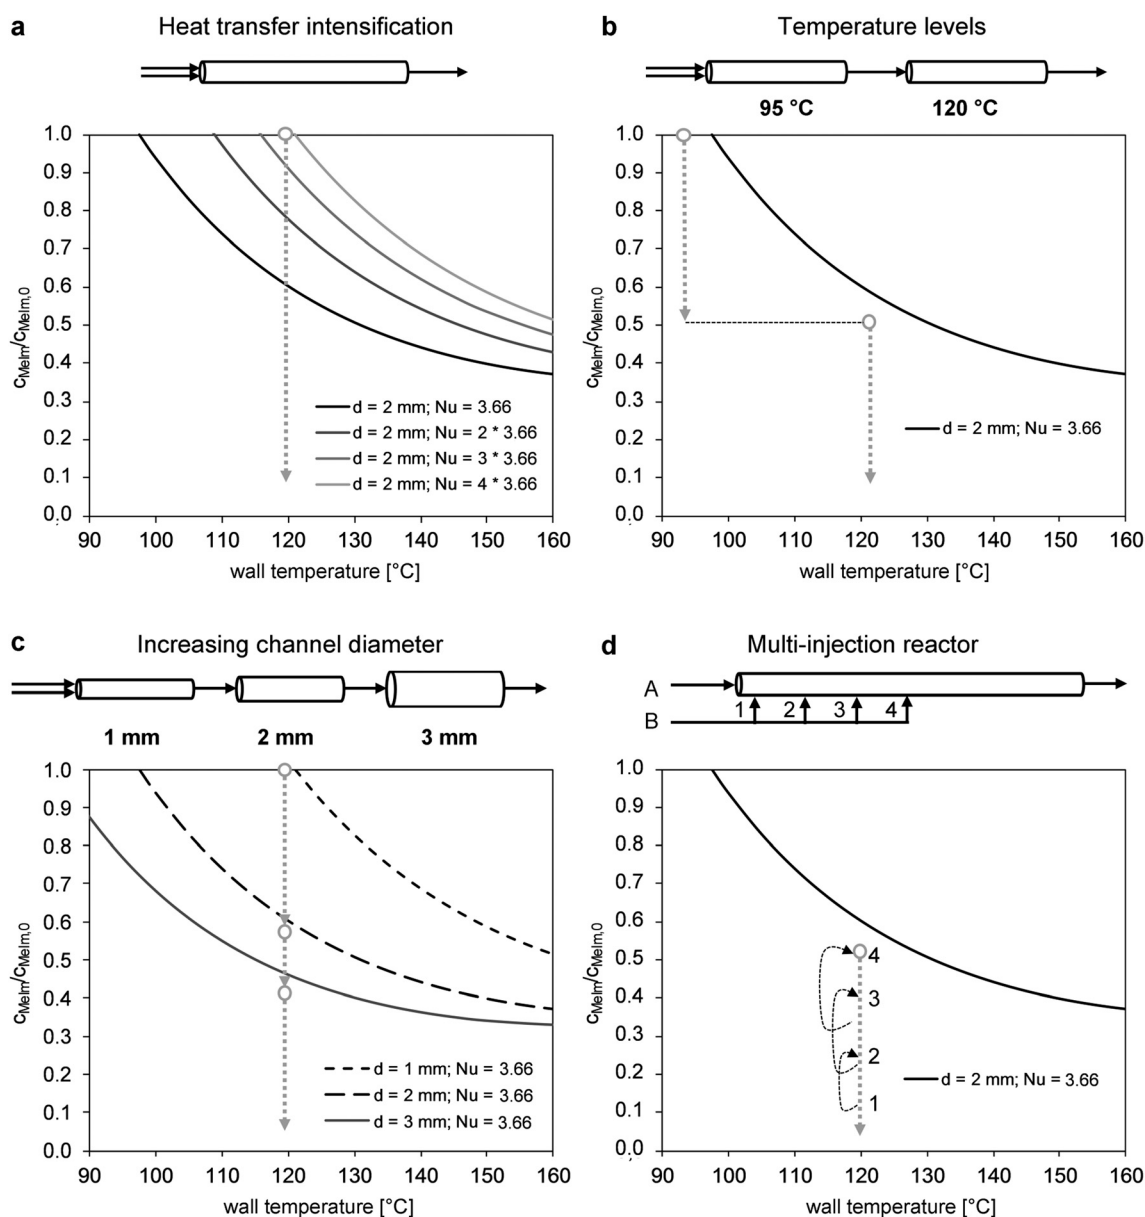 a Heat transfer intensification
1.0
0.9
0.8
0.7
0.6
0.5
0.4
0.3
0.2
0.1
0.0
c_MeIm/c_MeIm,0
d = 2 mm; Nu = 3.66
d = 2 mm; Nu = 2 * 3.66
d = 2 mm; Nu = 3 * 3.66
d = 2 mm; Nu = 4 * 3.66
90 100 110 120 130 140 150 160
wall temperature [°C]
b Temperature levels
95 °C 120 °C
1.0
0.9
0.8
0.7
0.6
0.5
0.4
0.3
0.2
0.1
0.0
c_MeIm/c_MeIm,0
d = 2 mm; Nu = 3.66
90 100 110 120 130 140 150 160
wall temperature [°C]
c Increasing channel diameter
1 mm 2 mm 3 mm
1.0
0.9
0.8
0.7
0.6
0.5
0.4
0.3
0.2
0.1
0.0
c_MeIm/c_MeIm,0
d = 1 mm; Nu = 3.66
d = 2 mm; Nu = 3.66
d = 3 mm; Nu = 3.66
90 100 110 120 130 140 150 160
wall temperature [°C]
d Multi-injection reactor
A
B
1 2 3 4
1.0
0.9
0.8
0.7
0.6
0.5
0.4
0.3
0.2
0.1
0.0
c_MeIm/c_MeIm,0
4
3
2
1
d = 2 mm; Nu = 3.66
90 100 110 120 130 140 150 160
wall temperature [°C]